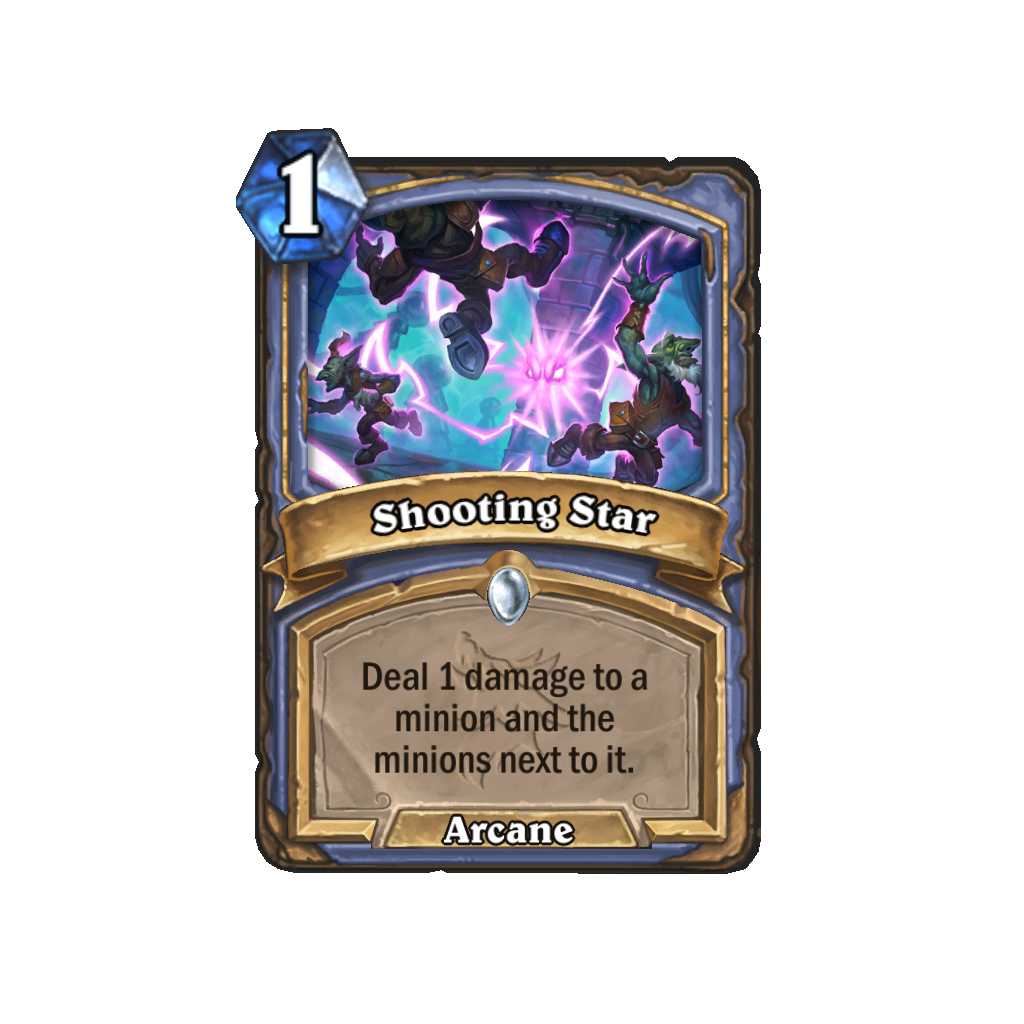 1
Shooting Star
Deal 1 damage to a
minion and the
minions next to it.
Arcane